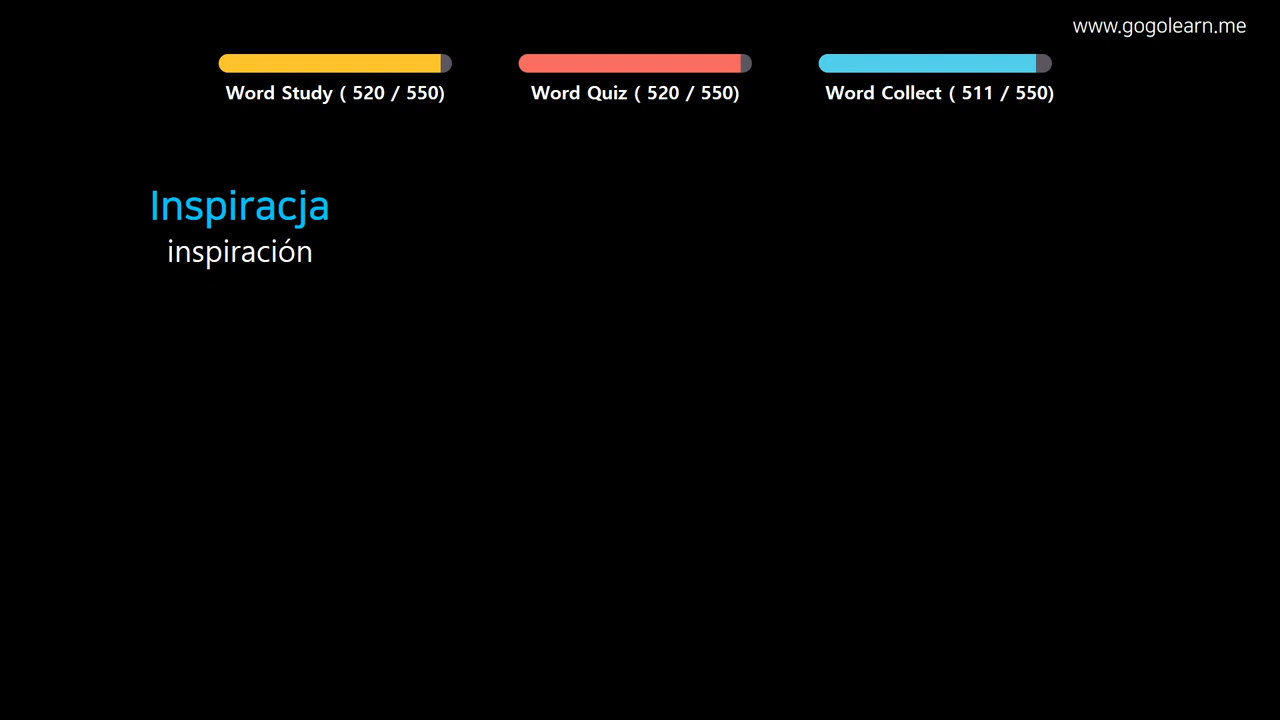 www.gogolearn.me
Word Study ( 520 / 550)
Word Quiz ( 520 / 550)
Word Collect ( 511 / 550)
Inspiracja
inspiración